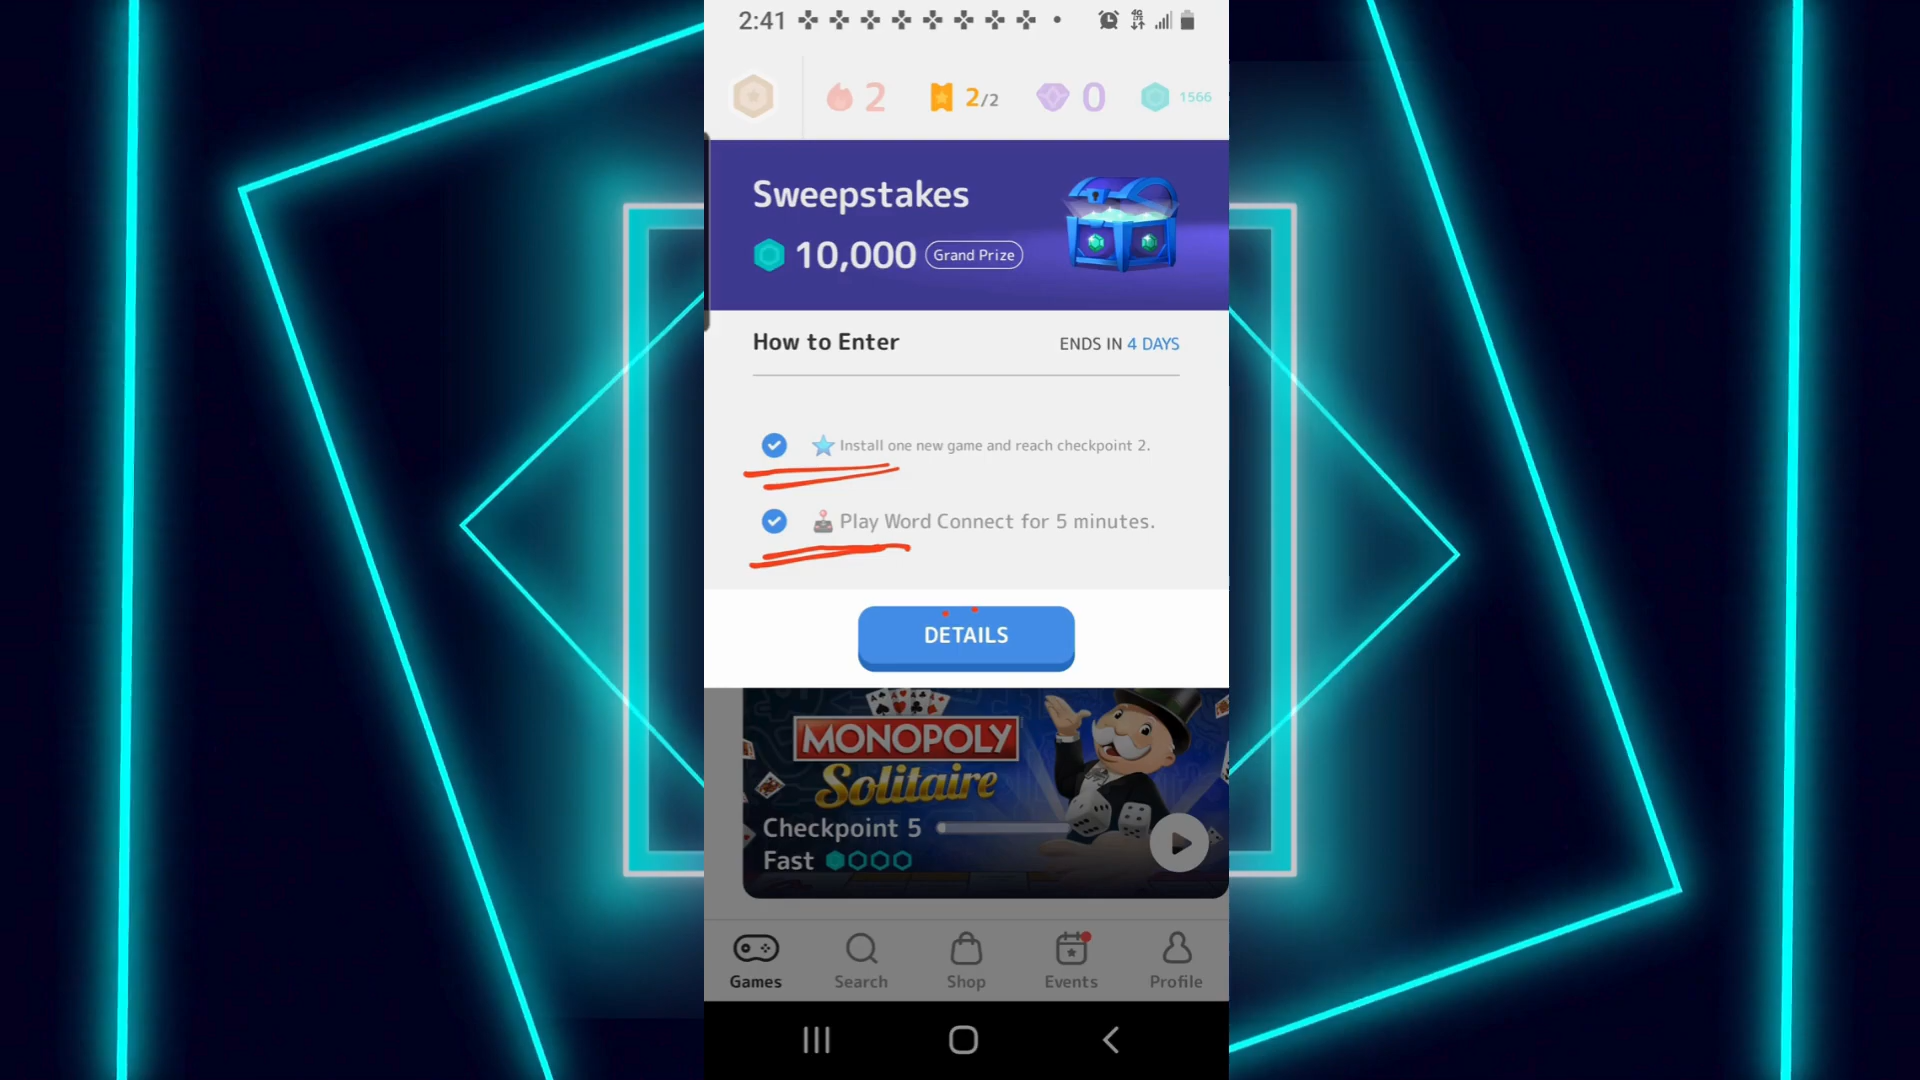 2:41
2
2/2
0
1566
Sweepstakes
10,000 Grand Prize
How to Enter
ENDS IN 4 DAYS
Install one new game and reach checkpoint 2.
Play Word Connect for 5 minutes.
DETAILS
MONOPOLY
Solitaire
Checkpoint 5
Fast
Games
Search
Shop
Events
Profile